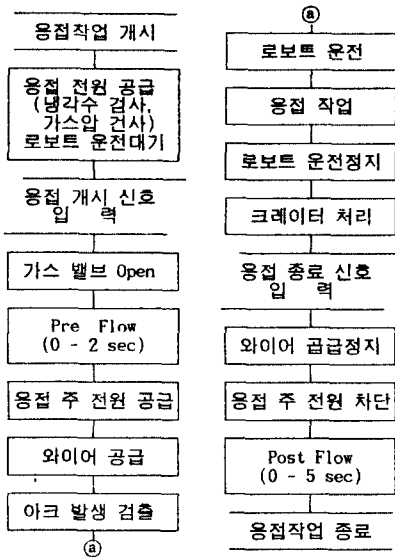 용접작업 개시
용접 전원 공급
(냉각수 검사,
가스압 건사)
로보트 운전대기
용접 개시 신호
입 력
가스 밸브 Open
Pre Flow
(0 - 2 sec)
용접 주 전원 공급
와이어 공급
아크 발생 검출
ⓐ
ⓐ
로보트 운전
용접 작업
로보트 운전정지
크레이터 처리
용접 종료 신호
입 력
와이어 곱급정지
용접 주 전원 차단
Post Flow
(0 - 5 sec)
용접작업 종료